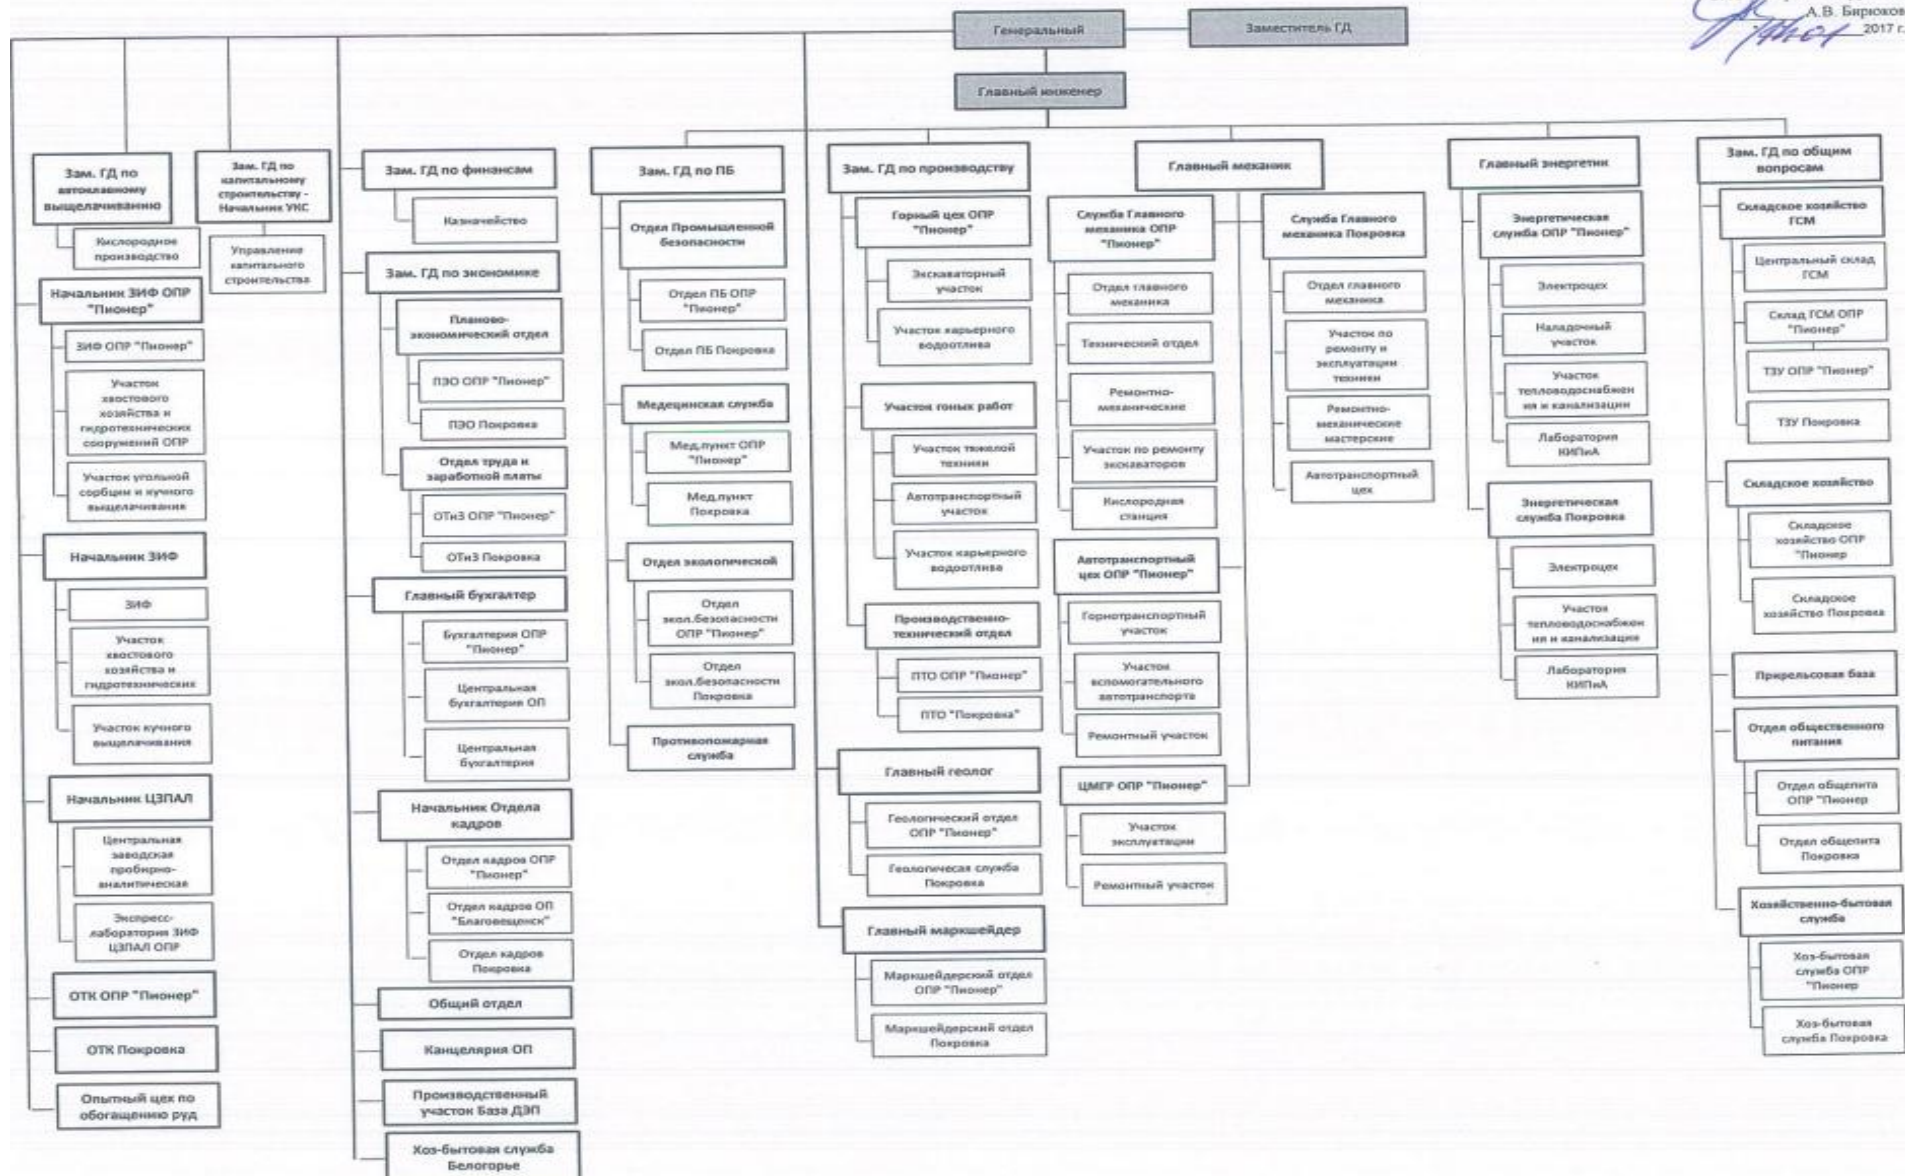 А.В. Бирюков
2017 г.
Генеральный
Заместитель ГД
Главный инженер
Зам. ГД по
автоклавному
выщелачиванию
Кислородное
производство
Зам. ГД по
капитальному
строительству -
Начальник УКС
Управление
капитального
строительства
Начальник ЗИФ ОПР
"Пионер"
ЗИФ ОПР "Пионер"
Участок
хвостового
хозяйства и
гидротехнических
сооружений ОПР
Участок угольной
сорбции и кучного
выщелачивания
Начальник ЗИФ
ЗИФ
Участок
хвостового
хозяйства и
гидротехнических
Участок кучного
выщелачивания
Начальник ЦЗПАЛ
Центральная
заводская
пробирно-
аналитическая
Экспресс-
лаборатория ЗИФ
ЦЗПАЛ ОПР
ОТК ОПР "Пионер"
ОТК Покровка
Опытный цех по
обогащению руд
Зам. ГД по финансам
Казначейство
Зам. ГД по экономике
Планово-
экономический отдел
ПЭО ОПР "Пионер"
ПЭО Покровка
Отдел труда и
заработной платы
ОТиЗ ОПР "Пионер"
ОТиЗ Покровка
Главный бухгалтер
Бухгалтерия ОПР
"Пионер"
Центральная
бухгалтерия ОП
Центральная
бухгалтерия
Начальник Отдела
кадров
Отдел кадров ОПР
"Пионер"
Отдел кадров ОП
"Благовещенск"
Отдел кадров
Покровка
Общий отдел
Канцелярия ОП
Производственный
участок База ДЭП
Хоз-бытовая служба
Белогорье
Зам. ГД по ПБ
Отдел Промышленной
безопасности
Отдел ПБ ОПР
"Пионер"
Отдел ПБ Покровка
Медецинская служба
Мед.пункт ОПР
"Пионер"
Мед.пункт
Покровка
Отдел экологической
Отдел
экол.безопасности
ОПР "Пионер"
Отдел
экол.безопасности
Покровка
Противопожарная
служба
Зам. ГД по производству
Горный цех ОПР
"Пионер"
Экскаваторный
участок
Участок карьерного
водоотлива
Участок гоных работ
Участок тяжелой
техники
Автотранспортный
участок
Участок карьерного
водоотлива
Производственно-
технический отдел
ПТО ОПР "Пионер"
ПТО "Покровка"
Главный геолог
Геологический отдел
ОПР "Пионер"
Геологичесая служба
Покровка
Главный маркшейдер
Маркшейдерский отдел
ОПР "Пионер"
Маркшейдерский отдел
Покровка
Главный механик
Служба Главного
механика ОПР
"Пионер"
Отдел главного
механика
Технический отдел
Ремонтно-
механические
Участок по ремонту
экскаваторов
Кислородная
станция
Автотранспортный
цех ОПР "Пионер"
Горнотранспортный
участок
Участок
вспомогательного
автотранспорта
Ремонтный участок
ЦМГР ОПР "Пионер"
Участок
эксплуатации
Ремонтный участок
Служба Главного
механика Покровка
Отдел главного
механика
Участок по
ремонту и
эксплуатации
техники
Ремонтно-
механические
мастерские
Автотранспортный
цех
Главный энергетик
Энергетическая
служба ОПР "Пионер"
Электроцех
Наладочный
участок
Участок
тепловодоснабжен
ия и канализации
Лаборатория
КИПиА
Энергетическая
служба Покровка
Электроцех
Участок
тепловодоснабжен
ия и канализация
Лаборатория
КИПиА
Зам. ГД по общим
вопросам
Складское хозяйство
ГСМ
Центральный склад
ГСМ
Склад ГСМ ОПР
"Пионер"
ТЗУ ОПР "Пионер"
ТЗУ Покровка
Складское хозяйство
Складское
хозяйство ОПР
"Пионер
Складское
хозяйство Покровка
Прирельсовая база
Отдел общественного
питания
Отдел общепита
ОПР "Пионер
Отдел общепита
Покровка
Хозяйственно-бытовая
служба
Хоз-бытовая
служба ОПР
"Пионер
Хоз-бытовая
служба Покровка